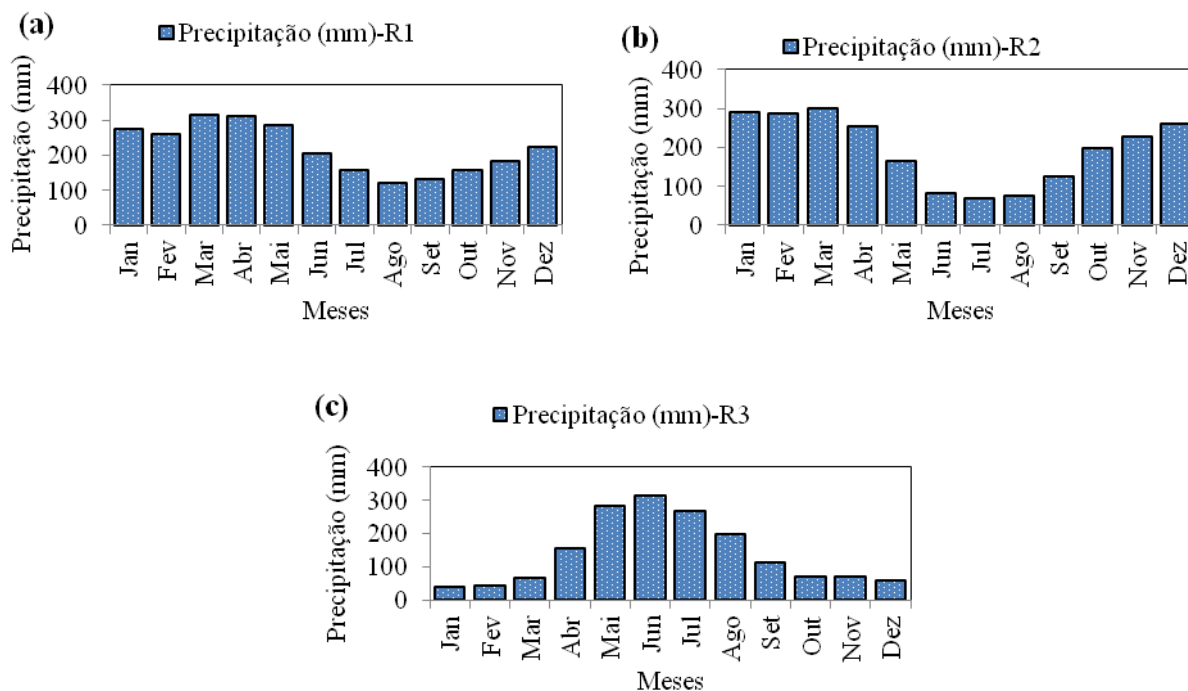 (a)
Precipitação (mm)-R1
Precipitação (mm)
400
300
200
100
0
Jan
Fev
Mar
Abr
Mai
Jun
Jul
Ago
Set
Out
Nov
Dez
Meses
(b)
Precipitação (mm)-R2
Precipitação (mm)
400
300
200
100
0
Jan
Fev
Mar
Abr
Mai
Jun
Jul
Ago
Set
Out
Nov
Dez
Meses
(c)
Precipitação (mm)-R3
Precipitação (mm)
400
300
200
100
0
Jan
Fev
Mar
Abr
Mai
Jun
Jul
Ago
Set
Out
Nov
Dez
Meses